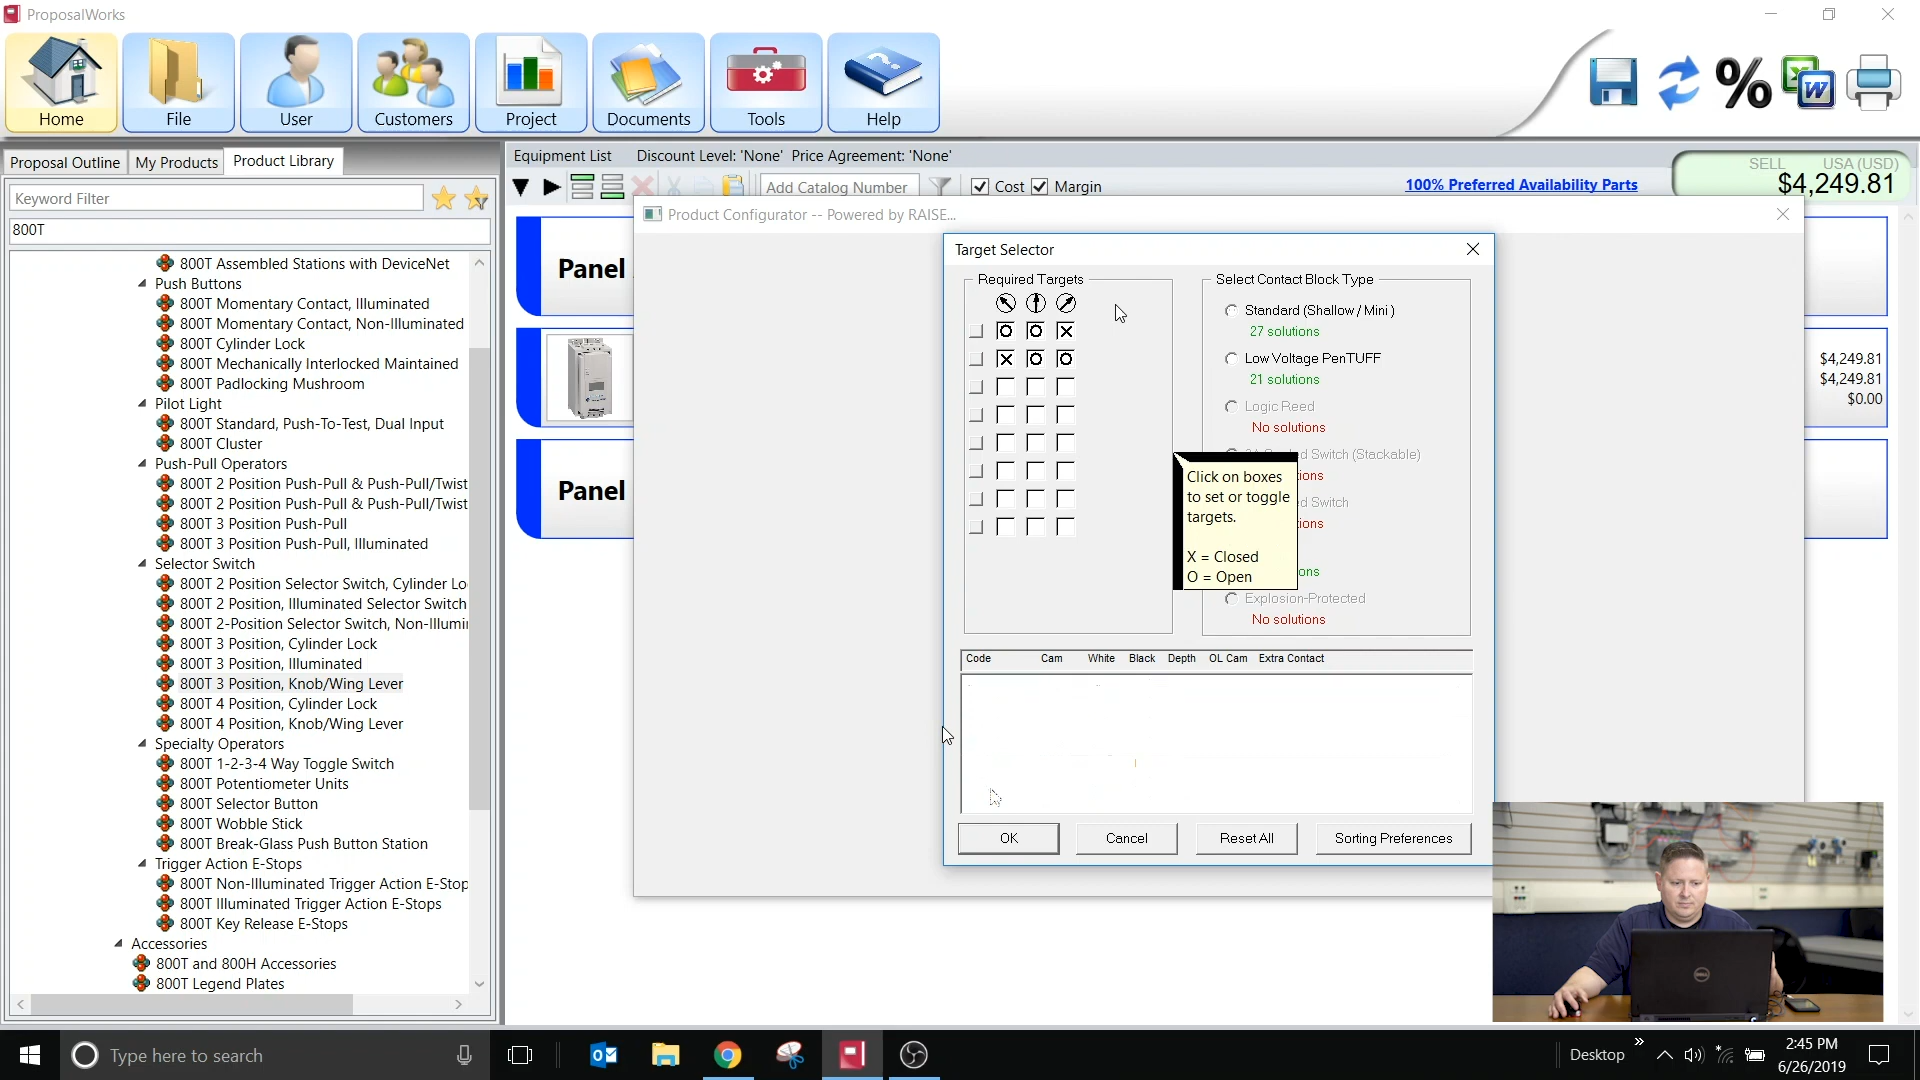 ProposalWorks
Home
File
User
Customers
Project
Documents
Tools
Help
Proposal Outline
My Products
Product Library
Keyword Filter
800T
800T Assembled Stations with DeviceNet
Push Buttons
800T Momentary Contact, Illuminated
800T Momentary Contact, Non-Illuminated
800T Cylinder Lock
800T Mechanically Interlocked Maintained
800T Padlocking Mushroom
Pilot Light
800T Standard, Push-To-Test, Dual Input
800T Cluster
Push-Pull Operators
800T 2 Position Push-Pull & Push-Pull/Twist
800T 2 Position Push-Pull & Push-Pull/Twist
800T 3 Position Push-Pull
800T 3 Position Push-Pull, Illuminated
Selector Switch
800T 2 Position Selector Switch, Cylinder Lo
800T 2 Position, Illuminated Selector Switch
800T 2-Position Selector Switch, Non-Illumi
800T 3 Position, Cylinder Lock
800T 3 Position, Illuminated
800T 3 Position, Knob/Wing Lever
800T 4 Position, Cylinder Lock
800T 4 Position, Knob/Wing Lever
Specialty Operators
800T 1-2-3-4 Way Toggle Switch
800T Potentiometer Units
800T Selector Button
800T Wobble Stick
800T Break-Glass Push Button Station
Trigger Action E-Stops
800T Non-Illuminated Trigger Action E-Stop
800T Illuminated Trigger Action E-Stops
800T Key Release E-Stops
Accessories
800T and 800H Accessories
800T Legend Plates
Equipment List Discount Level: 'None' Price Agreement: 'None'
Add Catalog Number
Cost
Margin
100% Preferred Availability Parts
SELL USA (USD)
$4,249.81
Panel
$4,249.81
$4,249.81
$0.00
Panel
Product Configurator -- Powered by RAISE...
Target Selector
Required Targets
O O X
X O O
Select Contact Block Type
Standard (Shallow / Mini)
27 solutions
Low Voltage PenTUFF
21 solutions
Logic Reed
No solutions
d Switch (Stackable)
ions
ed Switch
ions
ons
Explosion-Protected
No solutions
Click on boxes
to set or toggle
targets.
X = Closed
O = Open
Code Cam White Black Depth OL Cam Extra Contact
OK
Cancel
Reset All
Sorting Preferences
Type here to search
Desktop
2:45 PM
6/26/2019